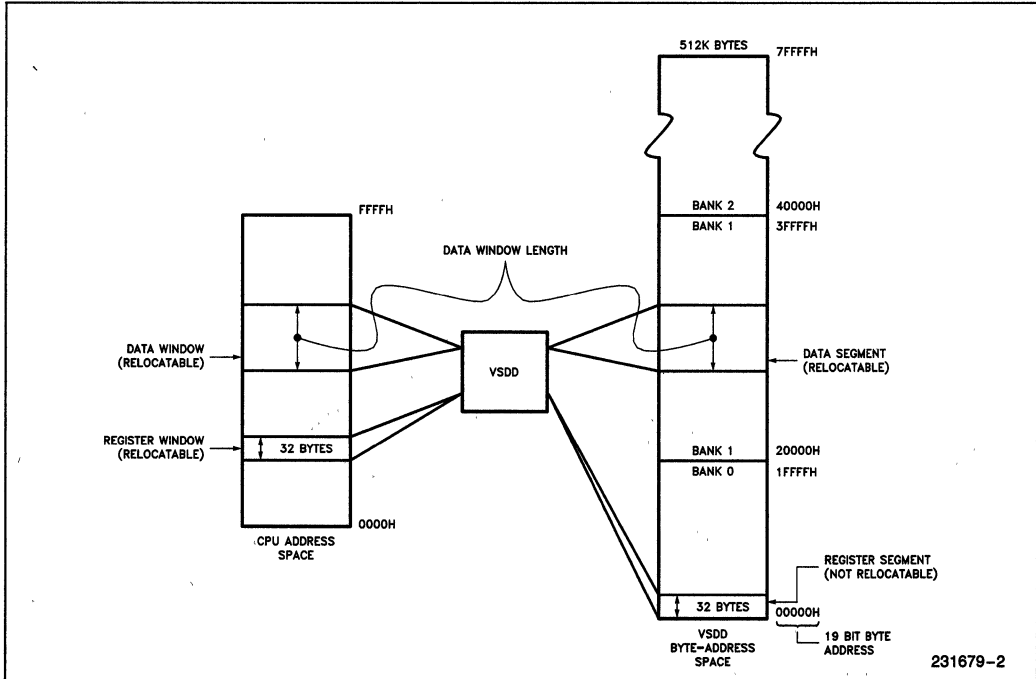 512K BYTES
7FFFFH
BANK 2
40000H
FFFFH
BANK 1
3FFFFH
DATA WINDOW LENGTH
DATA WINDOW
(RELOCATABLE)
VSDD
DATA SEGMENT
(RELOCATABLE)
REGISTER WINDOW
(RELOCATABLE)
32 BYTES
BANK 1
20000H
BANK 0
1FFFFH
0000H
CPU ADDRESS
SPACE
REGISTER SEGMENT
(NOT RELOCATABLE)
32 BYTES
00000H
VSDD
BYTE-ADDRESS
SPACE
19 BIT BYTE
ADDRESS
231679-2